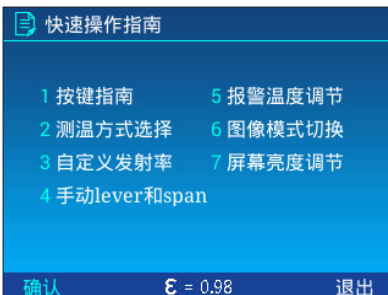 快速操作指南
1 按键指南
2 测温方式选择
3 自定义发射率
4 手动lever和span
5 报警温度调节
6 图像模式切换
7 屏幕亮度调节
确认 ε = 0.98 退出